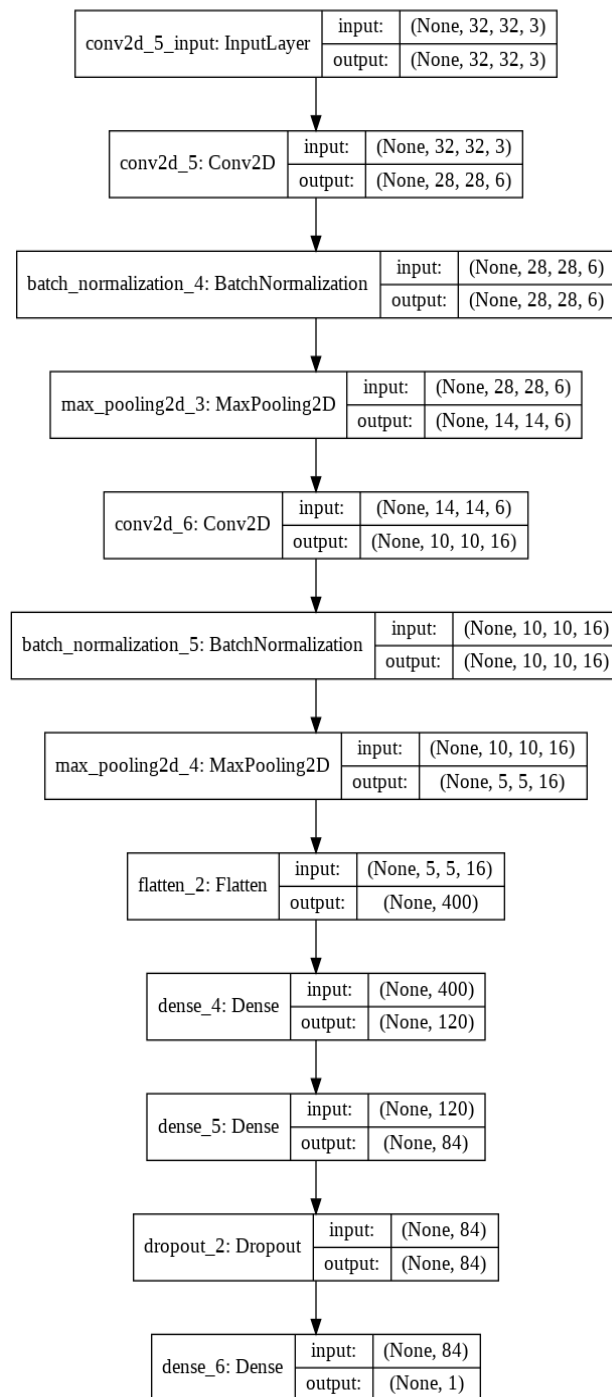 conv2d_5_input: InputLayer
input: (None, 32, 32, 3)
output: (None, 32, 32, 3)
conv2d_5: Conv2D
input: (None, 32, 32, 3)
output: (None, 28, 28, 6)
batch_normalization_4: BatchNormalization
input: (None, 28, 28, 6)
output: (None, 28, 28, 6)
max_pooling2d_3: MaxPooling2D
input: (None, 28, 28, 6)
output: (None, 14, 14, 6)
conv2d_6: Conv2D
input: (None, 14, 14, 6)
output: (None, 10, 10, 16)
batch_normalization_5: BatchNormalization
input: (None, 10, 10, 16)
output: (None, 10, 10, 16)
max_pooling2d_4: MaxPooling2D
input: (None, 10, 10, 16)
output: (None, 5, 5, 16)
flatten_2: Flatten
input: (None, 5, 5, 16)
output: (None, 400)
dense_4: Dense
input: (None, 400)
output: (None, 120)
dense_5: Dense
input: (None, 120)
output: (None, 84)
dropout_2: Dropout
input: (None, 84)
output: (None, 84)
dense_6: Dense
input: (None, 84)
output: (None, 1)